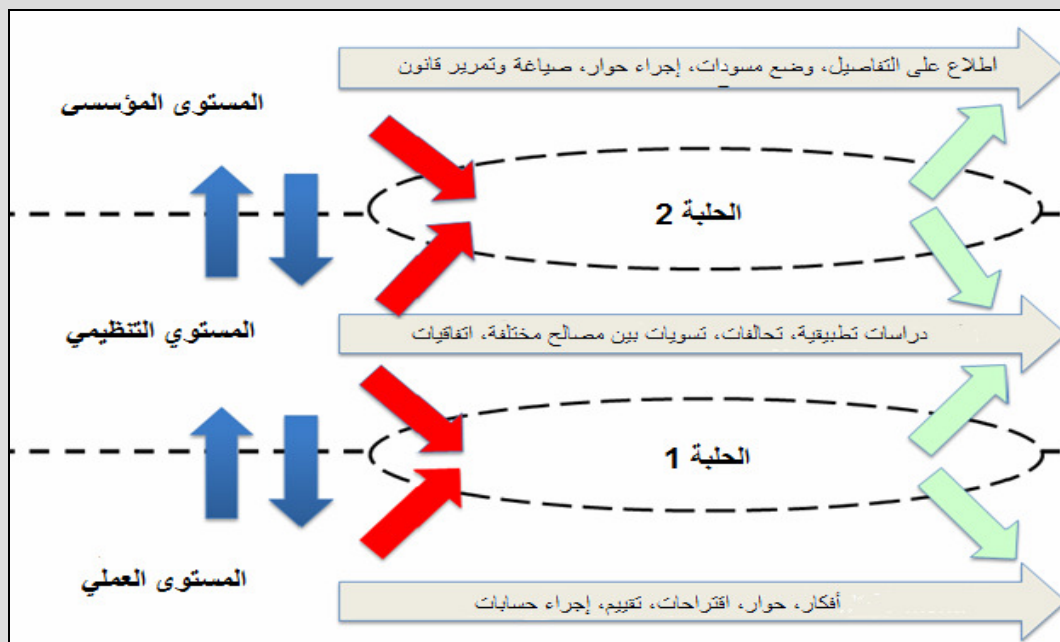 اطلاع على التفاصيل، وضع مسودات، إجراء حوار، صياغة وتمرير قانون
المستوى المؤسسي
الحلبة 2
المستوي التنظيمي
دراسات تطبيقية، تحالفات، تسويات بين مصالح مختلفة، اتفاقيات
الحلبة 1
المستوى العملي
أفكار، حوار، اقتراحات، تقييم، إجراء حسابات